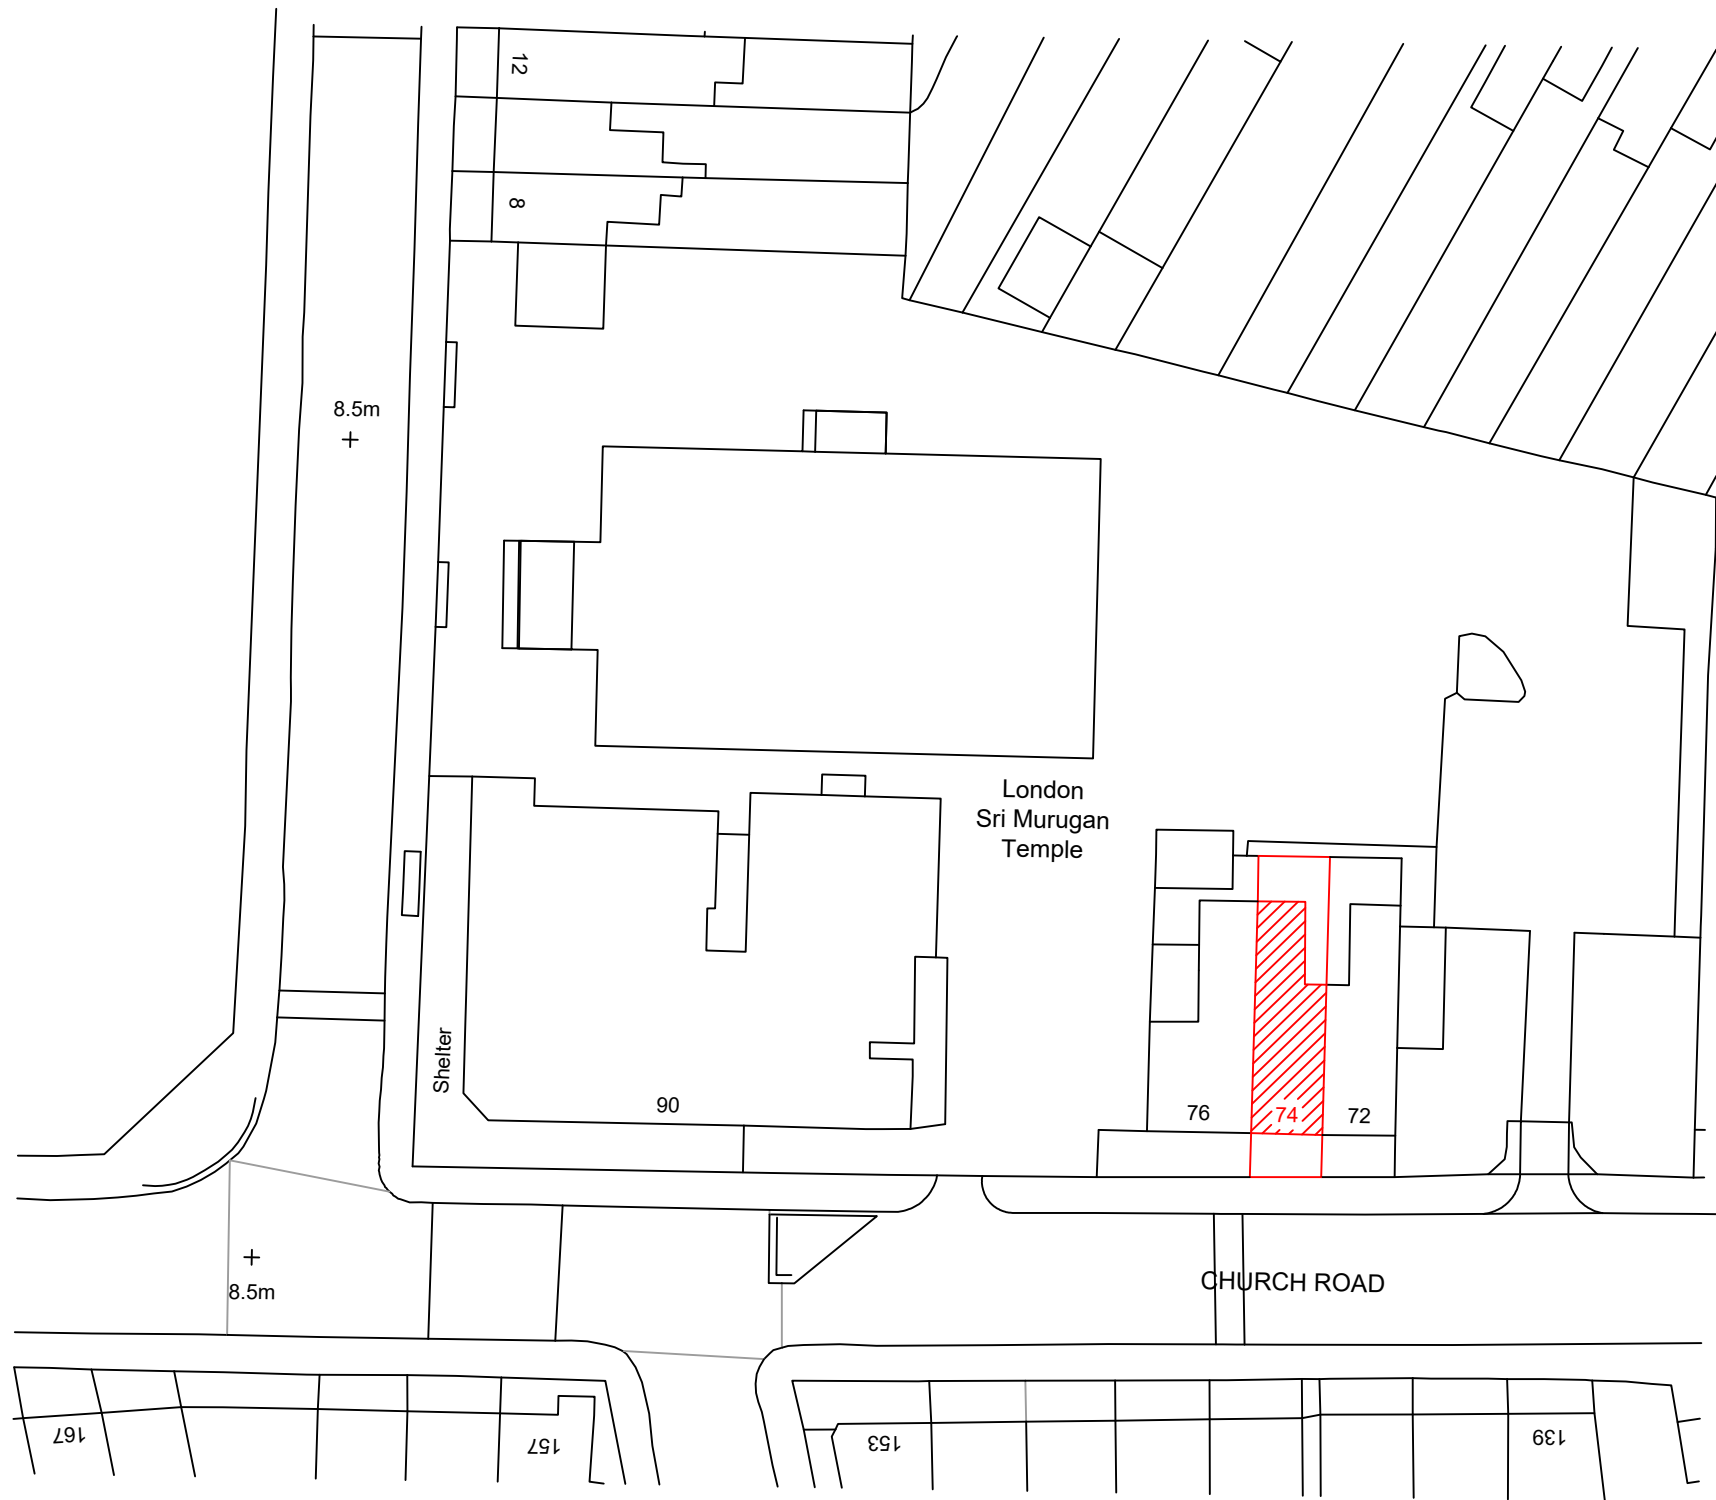 12
8
8.5m
London
Sri Murugan
Temple
Shelter
90
76
74
72
CHURCH ROAD
8.5m
167
157
153
139